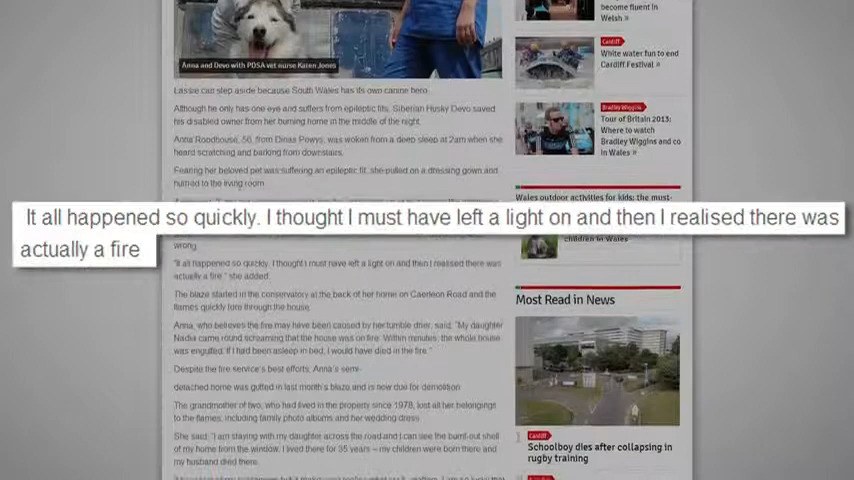 Anna and Devo with PDSA vet nurse Karen Jones
Lassie can step aside because South Wales has its own canine hero.
Although he only has one eye and suffers from epileptic fits, Siberian Husky Devo saved
his disabled owner from her burning home in the middle of the night.
Anna Roodhouse, 56, from Dinas Powys, was woken from a deep sleep at 2am when she
heard scratching and barking from downstairs.
Fearing her beloved pet was suffering an epileptic fit, she pulled on a dressing gown and
hurried to the living room.
It all happened so quickly. I thought I must have left a light on and then I realised there was
actually a fire
wrong.
"It all happened so quickly. I thought I must have left a light on and then I realised there was
actually a fire," she added.
The blaze started in the conservatory at the back of her home on Caerleon Road and the
flames quickly tore through the house.
Anna, who believes the fire may have been caused by her tumble drier, said: "My daughter
Nadia came round screaming that the house was on fire. Within minutes, the whole house
was engulfed. If I had been asleep in bed, I would have died in the fire."
Despite the fire service's best efforts, Anna's semi-
detached home was gutted in last month's blaze and is now due for demolition.
The grandmother of two, who had lived in the property since 1978, lost all her belongings
to the flames, including family photo albums and her wedding dress.
She said: "I am staying with my daughter across the road and I can see the burnt-out shell
of my home from the window. I lived there for 35 years – my children were born there and
my husband died there.
become fluent in
Welsh »
Cardiff
White water fun to end
Cardiff Festival »
Bradley Wiggins
Tour of Britain 2013:
Where to watch
Bradley Wiggins and co
in Wales »
Wales outdoor activities for kids: the must-
children in Wales
Most Read in News
1
Cardiff
Schoolboy dies after collapsing in
rugby training